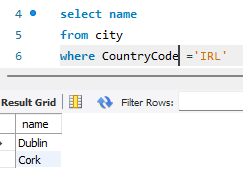 4 select name
5 from city
6 where CountryCode ='IRL'
Result Grid Filter Rows:
name
Dublin
Cork